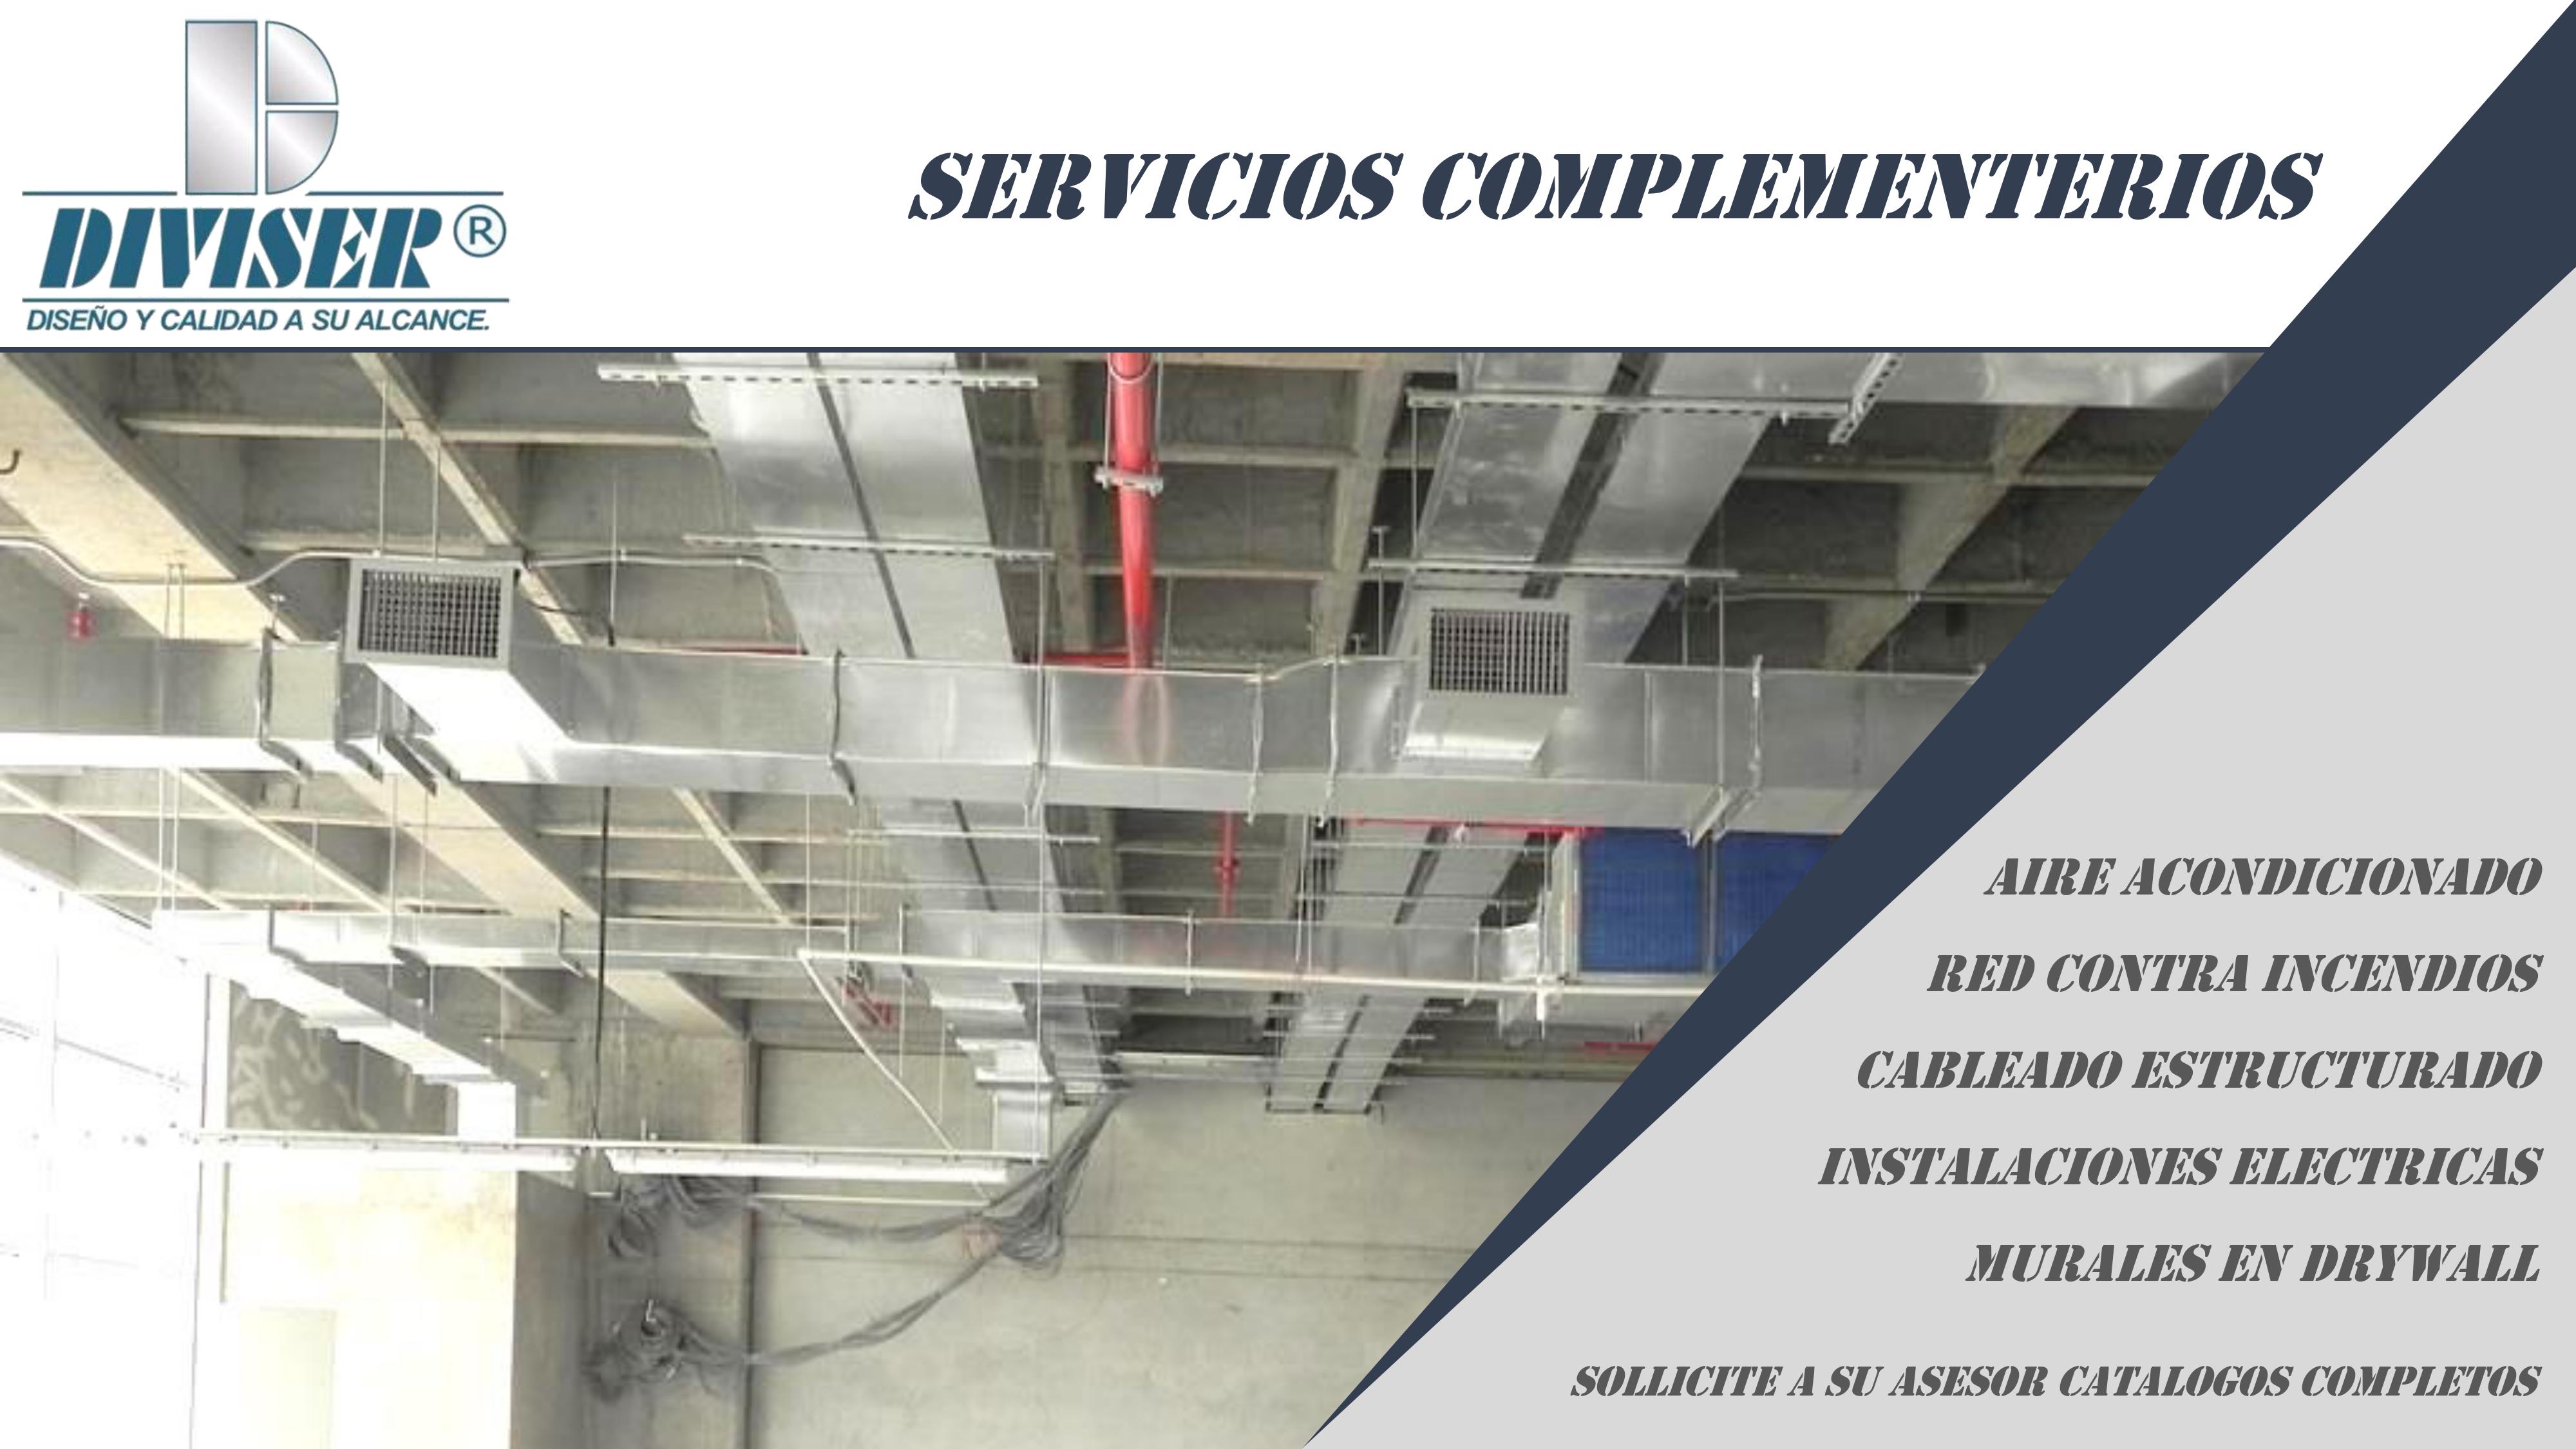 DIVISER®
DISEÑO Y CALIDAD A SU ALCANCE.
SERVICIOS COMPLEMENTERIOS
AIRE ACONDICIONADO
RED CONTRA INCENDIOS
CABLEADO ESTRUCTURADO
INSTALACIONES ELECTRICAS
MURALES EN DRYWALL
SOLLICITE A SU ASESOR CATALOGOS COMPLETOS